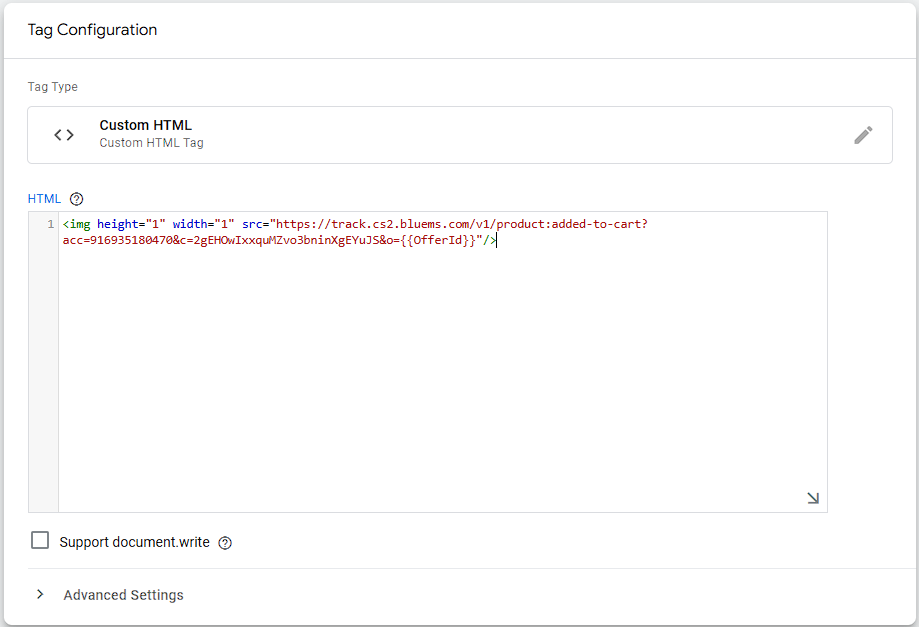 Tag Configuration
Tag Type
Custom HTML
Custom HTML Tag
HTML
1 <img height="1" width="1" src="https://track.cs2.bluems.com/v1/product:added-to-cart?
acc=916935180470&c=2gEHOwIxxquMZvo3bninXgEYuJS&o={{OfferId}}"/>
Support document.write
Advanced Settings